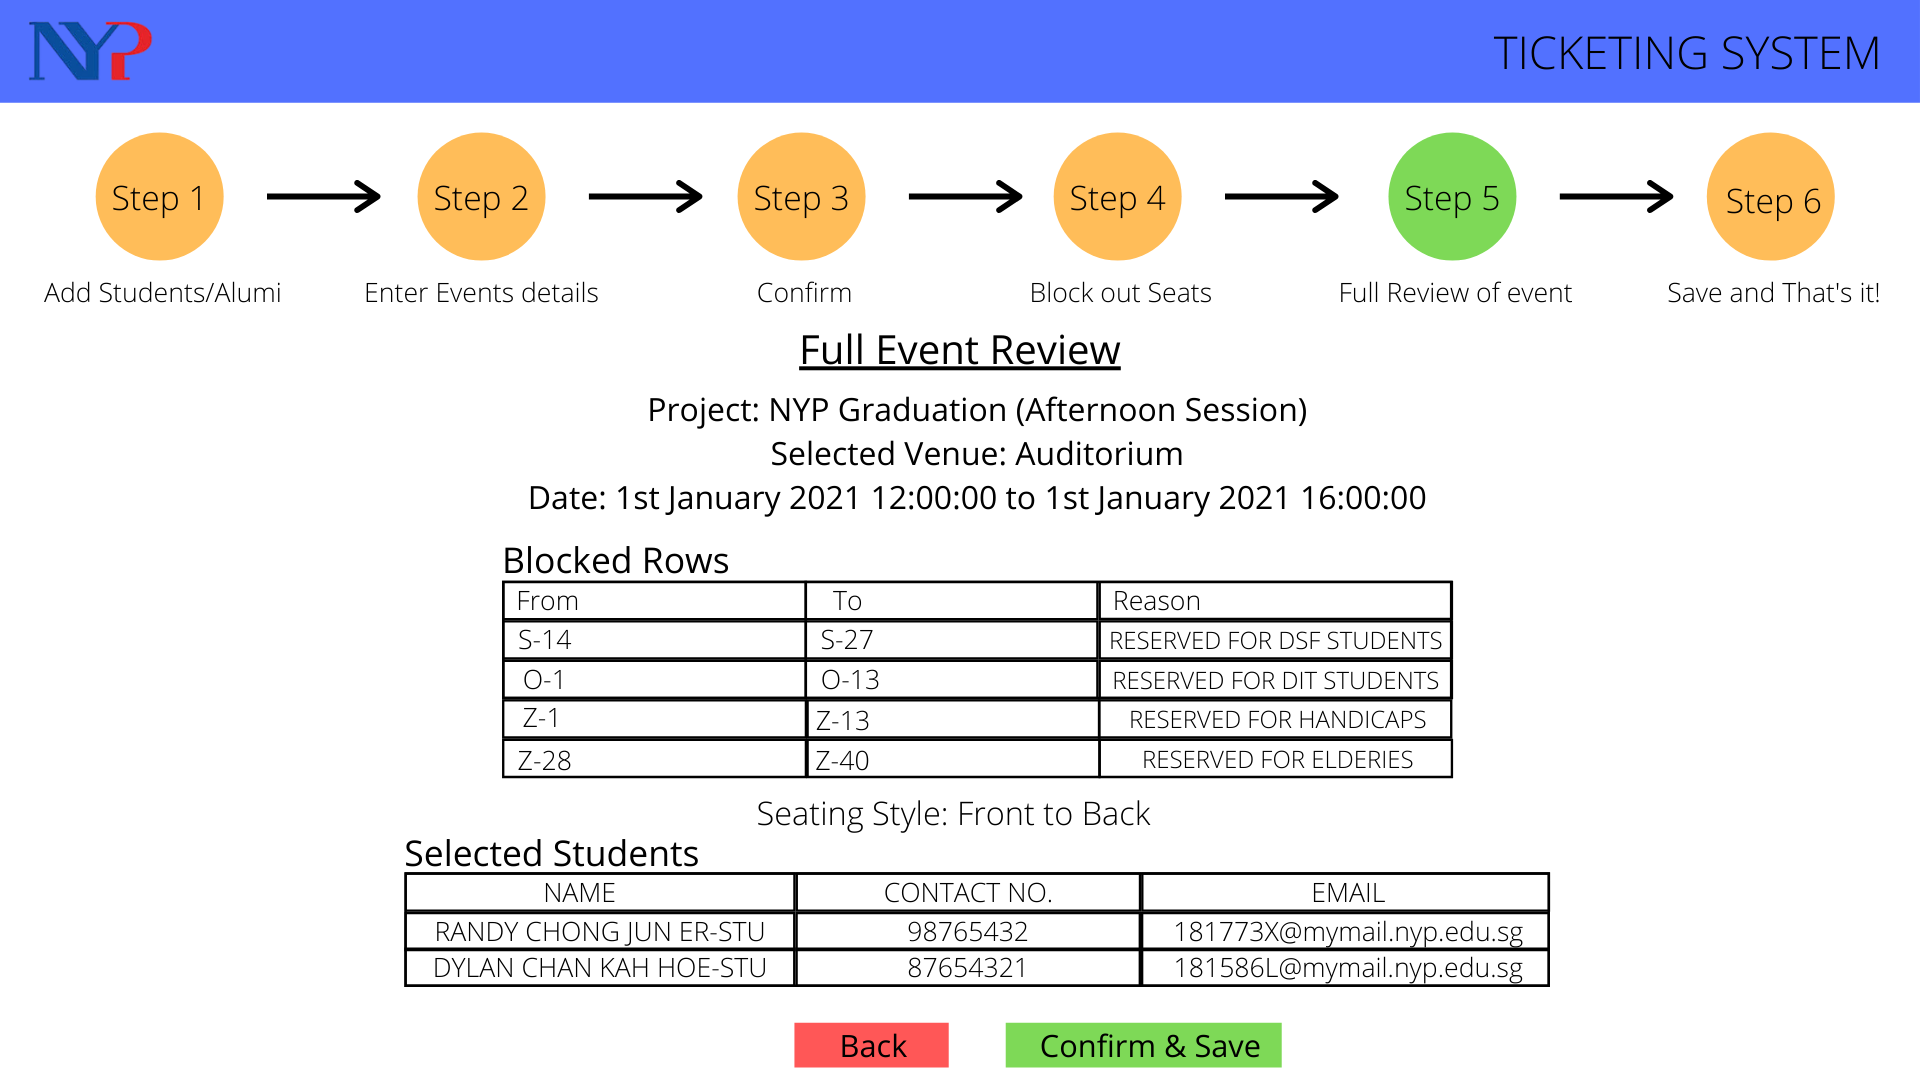 NYP
TICKETING SYSTEM
Step 1
Step 2
Step 3
Step 4
Step 5
Step 6
Add Students/Alumi
Enter Events details
Confirm
Block out Seats
Full Review of event
Save and That's it!
Full Event Review
Project: NYP Graduation (Afternoon Session)
Selected Venue: Auditorium
Date: 1st January 2021 12:00:00 to 1st January 2021 16:00:00
Blocked Rows
From To Reason
S-14 S-27 RESERVED FOR DSF STUDENTS
O-1 O-13 RESERVED FOR DIT STUDENTS
Z-1 Z-13 RESERVED FOR HANDICAPS
Z-28 Z-40 RESERVED FOR ELDERIES
Seating Style: Front to Back
Selected Students
NAME CONTACT NO. EMAIL
RANDY CHONG JUN ER-STU 98765432 181773X@mymail.nyp.edu.sg
DYLAN CHAN KAH HOE-STU 87654321 181586L@mymail.nyp.edu.sg
Back
Confirm & Save